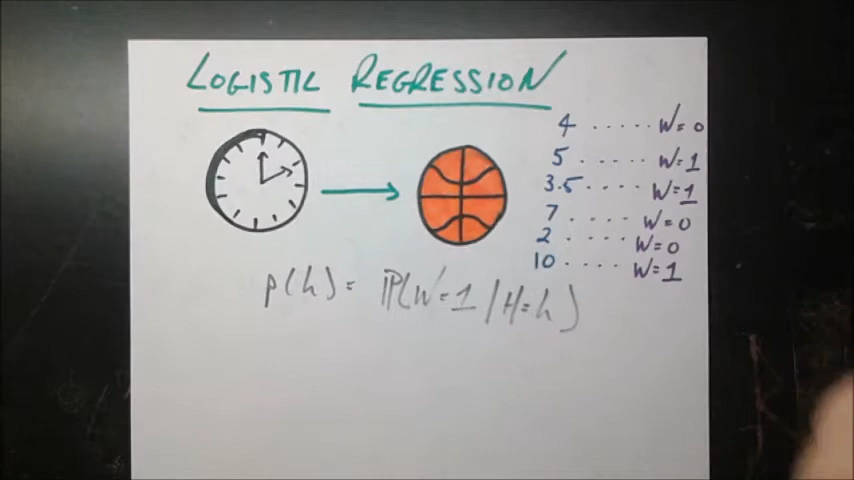 LOGISTIC REGRESSION
4 ..... W=0
5 ..... W=1
3.5 .... W=1
7 .... W=0
2 .... W=0
10 .... W=1
p(h) = P(W=1/H=h)